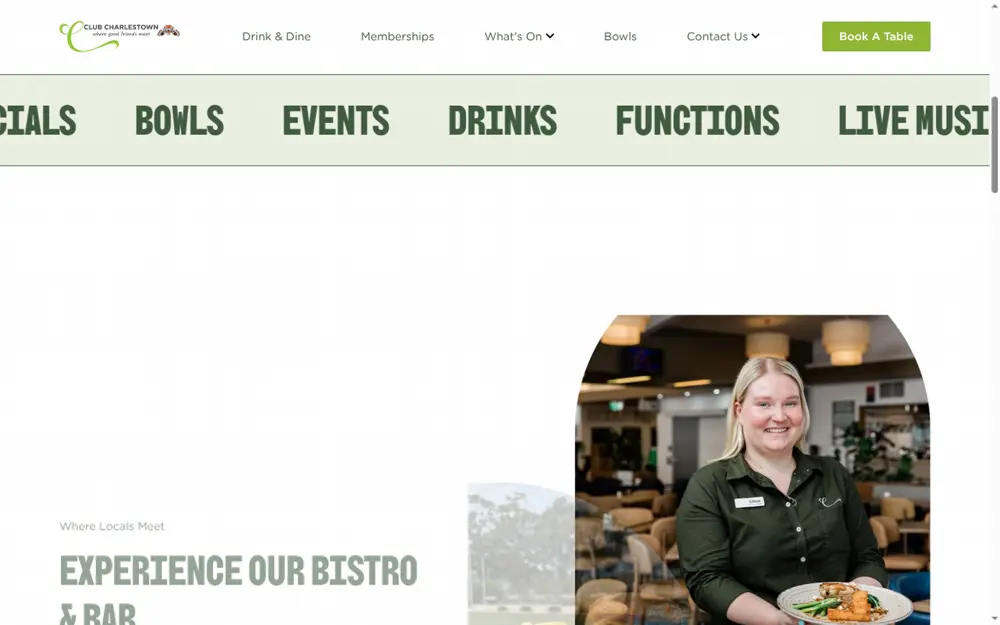 CLUB CHARLESTOWN
where good friends meet
Drink & Dine
Memberships
What's On
Bowls
Contact Us
Book A Table
CIALS BOWLS EVENTS DRINKS FUNCTIONS LIVE MUSI
Where Locals Meet
EXPERIENCE OUR BISTRO
& BAR